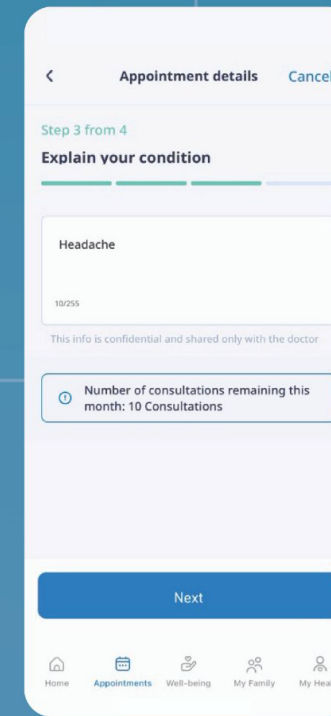 Appointment details
Cancel
Step 3 from 4
Explain your condition
Headache
10/255
This info is confidential and shared only with the doctor
Number of consultations remaining this
month: 10 Consultations
Next
Home
Appointments
Well-being
My Family
My Heal